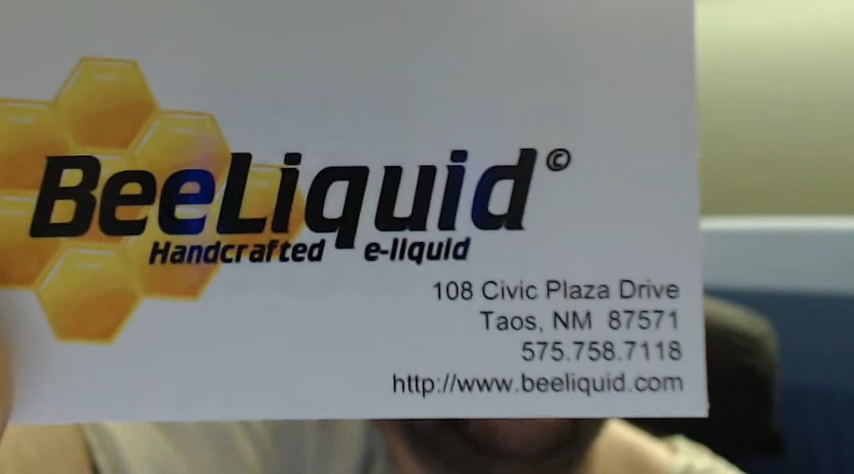 BeeLiquid©
Handcrafted e-liquid
108 Civic Plaza Drive
Taos, NM 87571
575.758.7118
http://www.beeliquid.com